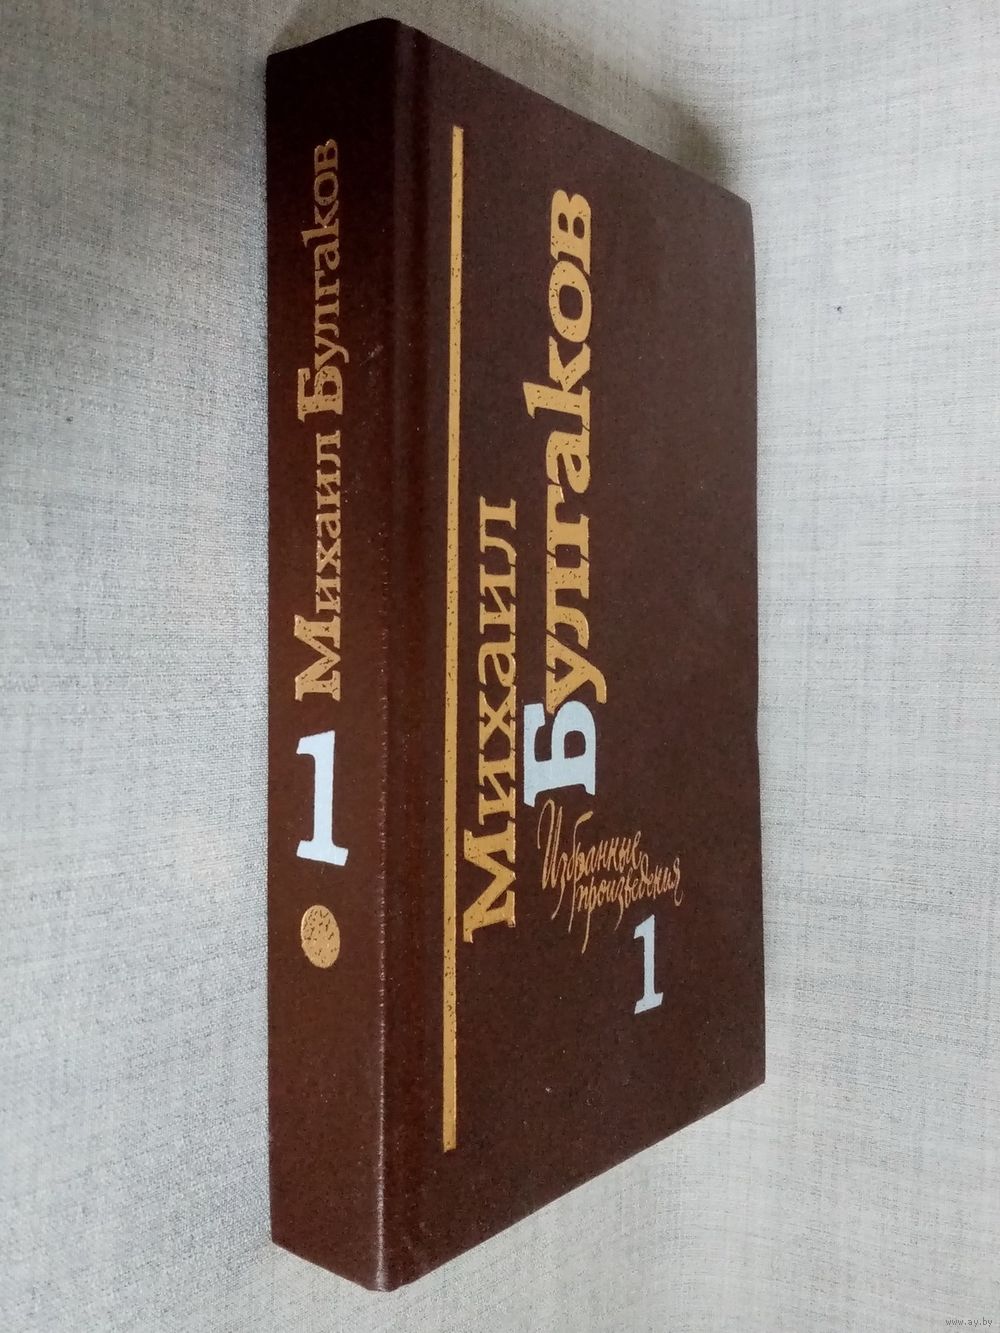 Михаил Булгаков
1
Михаил
Булгаков
Избранные
произведения
1
www.ay.by